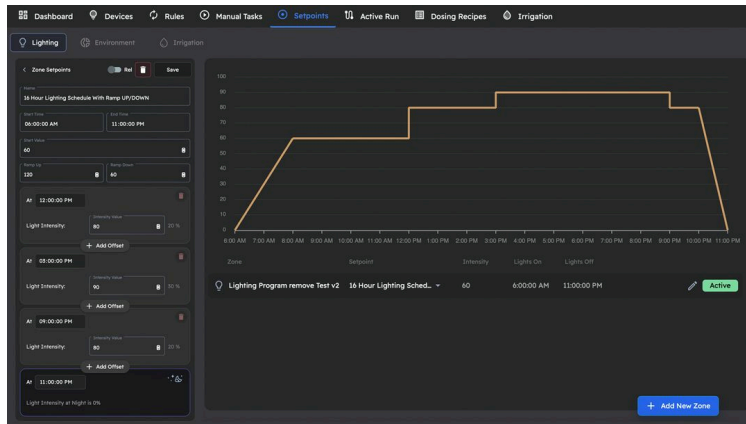 Dashboard Devices Rules Manual Tasks Setpoints Active Run Dosing Recipes Irrigation
Lighting Environment Irrigation
Zone Setpoints Rel Save
Name
16 Hour Lighting Schedule With Ramp UP/DOWN
Start Time End Time
06:00:00 AM 11:00:00 PM
Start Value
60
Ramp Up Ramp Down
120 60
At 12:00:00 PM
Intensity Value
Light Intensity: 80 20 %
+ Add Offset
At 03:00:00 PM
Intensity Value
Light Intensity: 90
+ Add Offset
At 09:00:00 PM
Intensity Value
Light Intensity: 80 20 %
+ Add Offset
At 11:00:00 PM
Light Intensity at Night is 0%
100
90
80
70
60
50
40
30
20
10
0
6:00 AM 7:00 AM 8:00 AM 9:00 AM 10:00 AM 11:00 AM 12:00 PM 1:00 PM 2:00 PM 3:00 PM 4:00 PM 5:00 PM 6:00 PM 7:00 PM 8:00 PM 9:00 PM 10:00 PM 11:00 PM
Zone Setpoint Intensity Lights On Lights Off
Lighting Program remove Test v2 16 Hour Lighting Sched... 60 6:00:00 AM 11:00:00 PM Active
+ Add New Zone